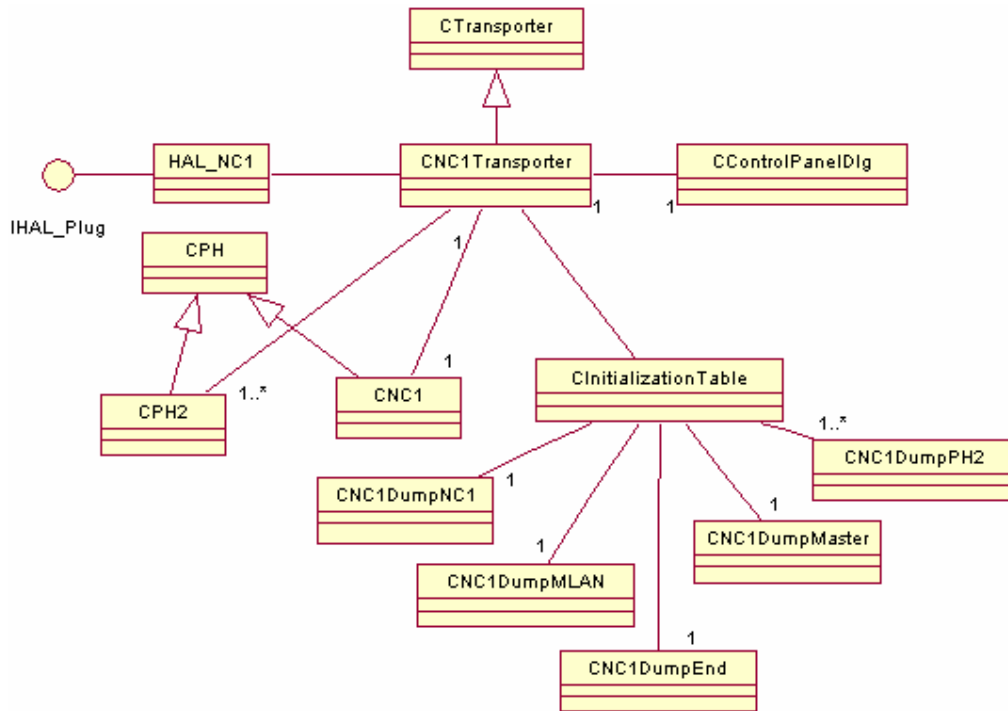 CTransporter
HAL_NC1
CNC1Transporter
CControlPanelDlg
1
1
IHAL_Plug
CPH
1
1
1..*
CPH2
CNC1
CInitializationTable
1..*
CNC1DumpPH2
CNC1DumpNC1
1
1
CNC1DumpMaster
1
CNC1DumpMLAN
1
CNC1DumpEnd